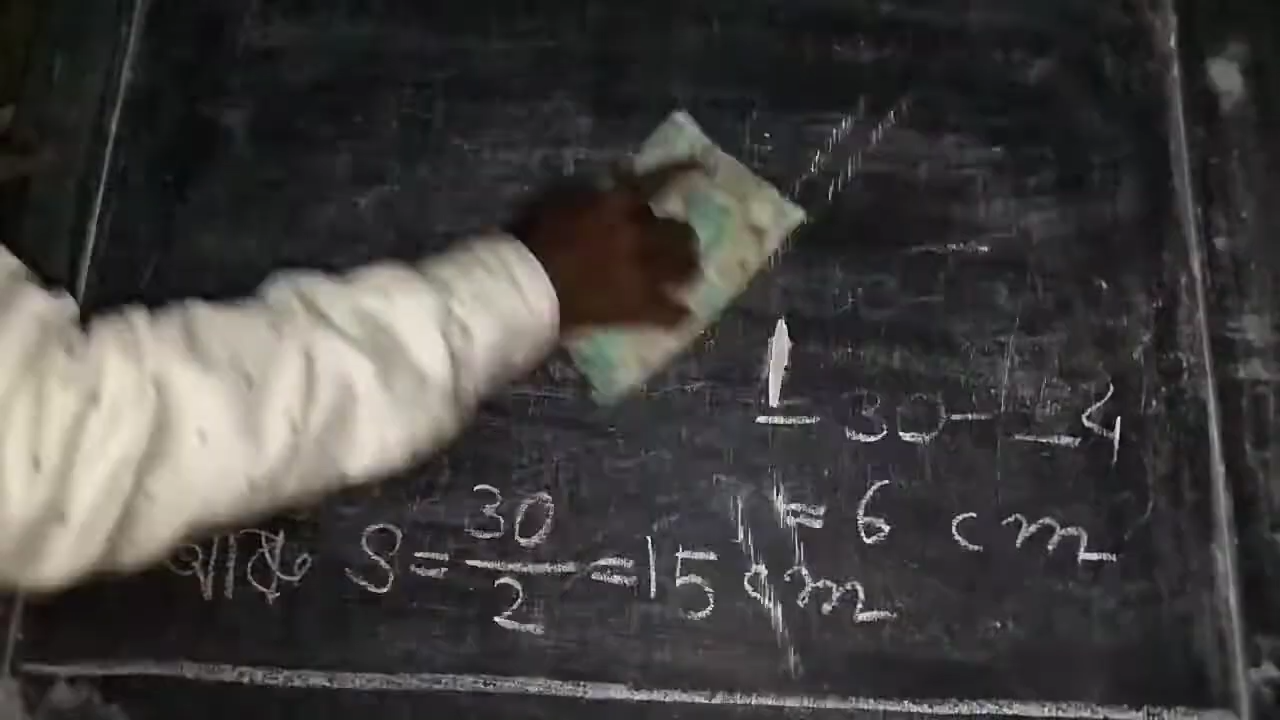 30-
= 6 cm
S = 30/2 = 15 cm